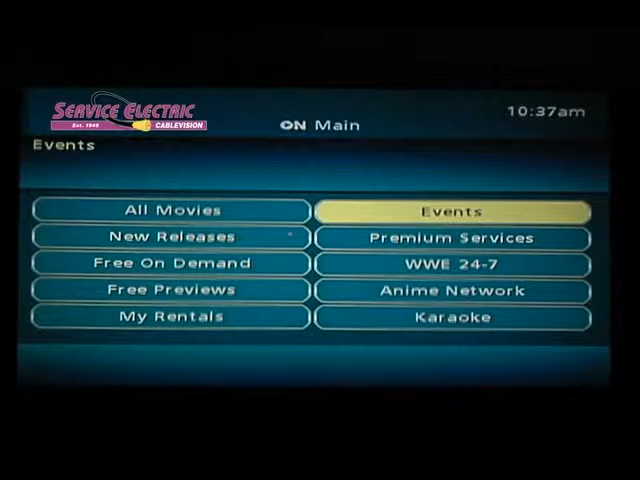 SERVICE ELECTRIC
Est. 1948 CABLEVISION
ON Main
10:37am
Events
All Movies
Events
New Releases
Premium Services
Free On Demand
WWE 24-7
Free Previews
Anime Network
My Rentals
Karaoke